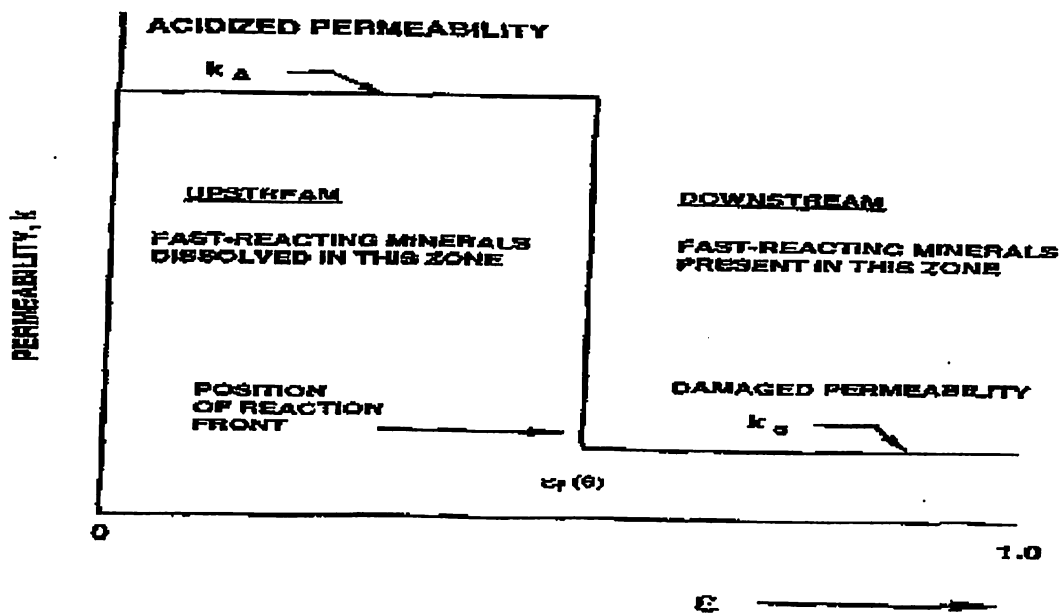 ACIDIZED PERMEABILITY
k A
UPSTREAM
DOWNSTREAM
FAST-REACTING MINERALS
DISSOLVED IN THIS ZONE
FAST-REACTING MINERALS
PRESENT IN THIS ZONE
PERMEABILITY, k
POSITION
OF REACTION
FRONT
DAMAGED PERMEABILITY
k
0
1.0